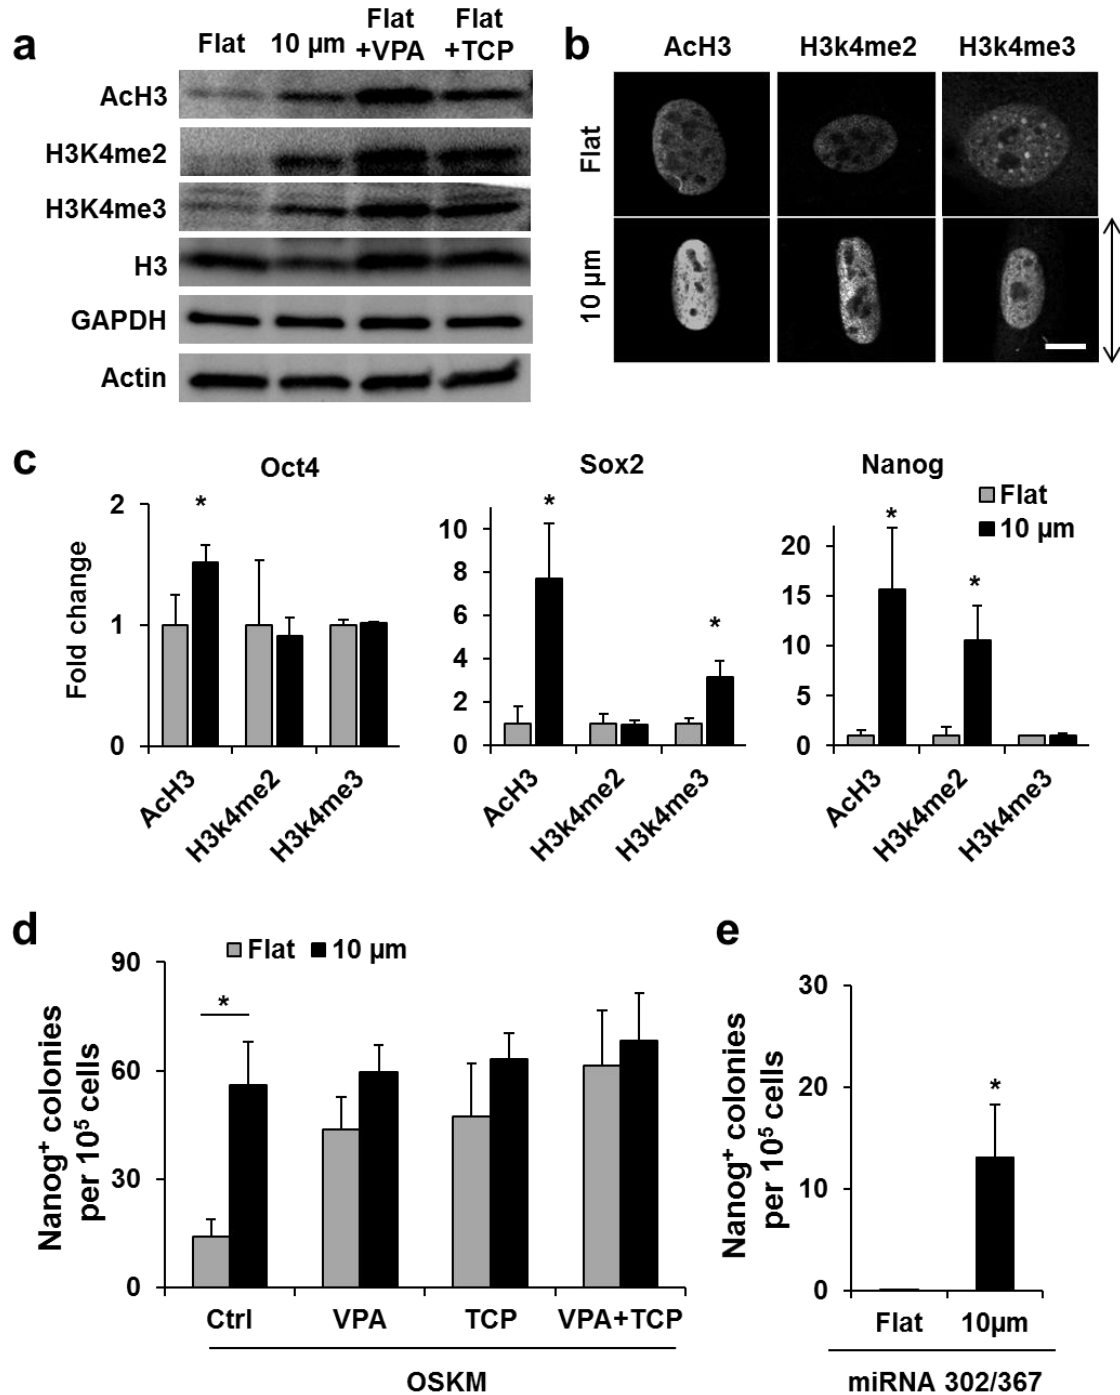 a
Flat 10 µm Flat +VPA Flat +TCP
AcH3
H3K4me2
H3K4me3
H3
GAPDH
Actin
b
AcH3 H3k4me2 H3k4me3
Flat
10 µm
c
Oct4 Sox2 Nanog
Flat
10 µm
Fold change
2
1
0
AcH3
H3k4me2
H3k4me3
*
10
8
6
4
2
0
AcH3
H3k4me2
H3k4me3
*
*
20
15
10
5
0
AcH3
H3k4me2
H3k4me3
*
*
d
Flat 10 µm
Nanog⁺ colonies
per 10⁵ cells
90
60
30
0
*
Ctrl VPA TCP VPA+TCP
OSKM
e
Nanog⁺ colonies
per 10⁵ cells
30
20
10
0
*
Flat 10µm
miRNA 302/367